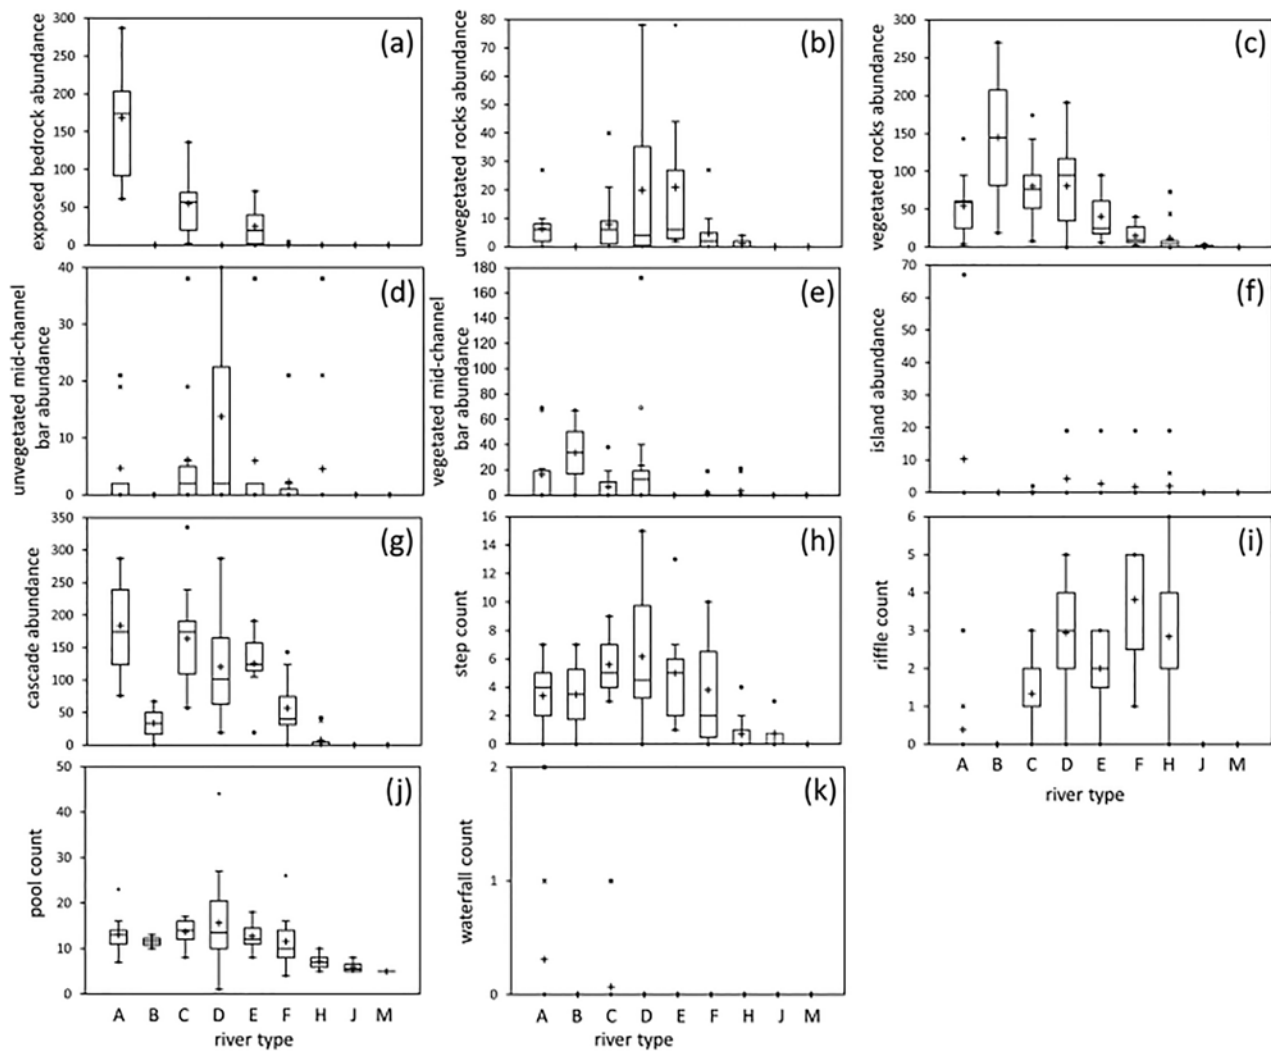 exposed bedrock abundance
300
250
200
150
100
50
0
(a)
unvegetated rocks abundance
80
70
60
50
40
30
20
10
0
(b)
vegetated rocks abundance
300
250
200
150
100
50
0
(c)
unvegetated mid-channel
bar abundance
40
30
20
10
0
(d)
vegetated mid-channel
bar abundance
180
160
140
120
100
80
60
40
20
0
(e)
island abundance
70
60
50
40
30
20
10
0
(f)
cascade abundance
350
300
250
200
150
100
50
0
(g)
step count
16
14
12
10
8
6
4
2
0
(h)
riffle count
6
5
4
3
2
1
0
(i)
A B C D E F H J M
river type
pool count
50
40
30
20
10
0
(j)
A B C D E F H J M
river type
waterfall count
2
1
0
(k)
A B C D E F H J M
river type